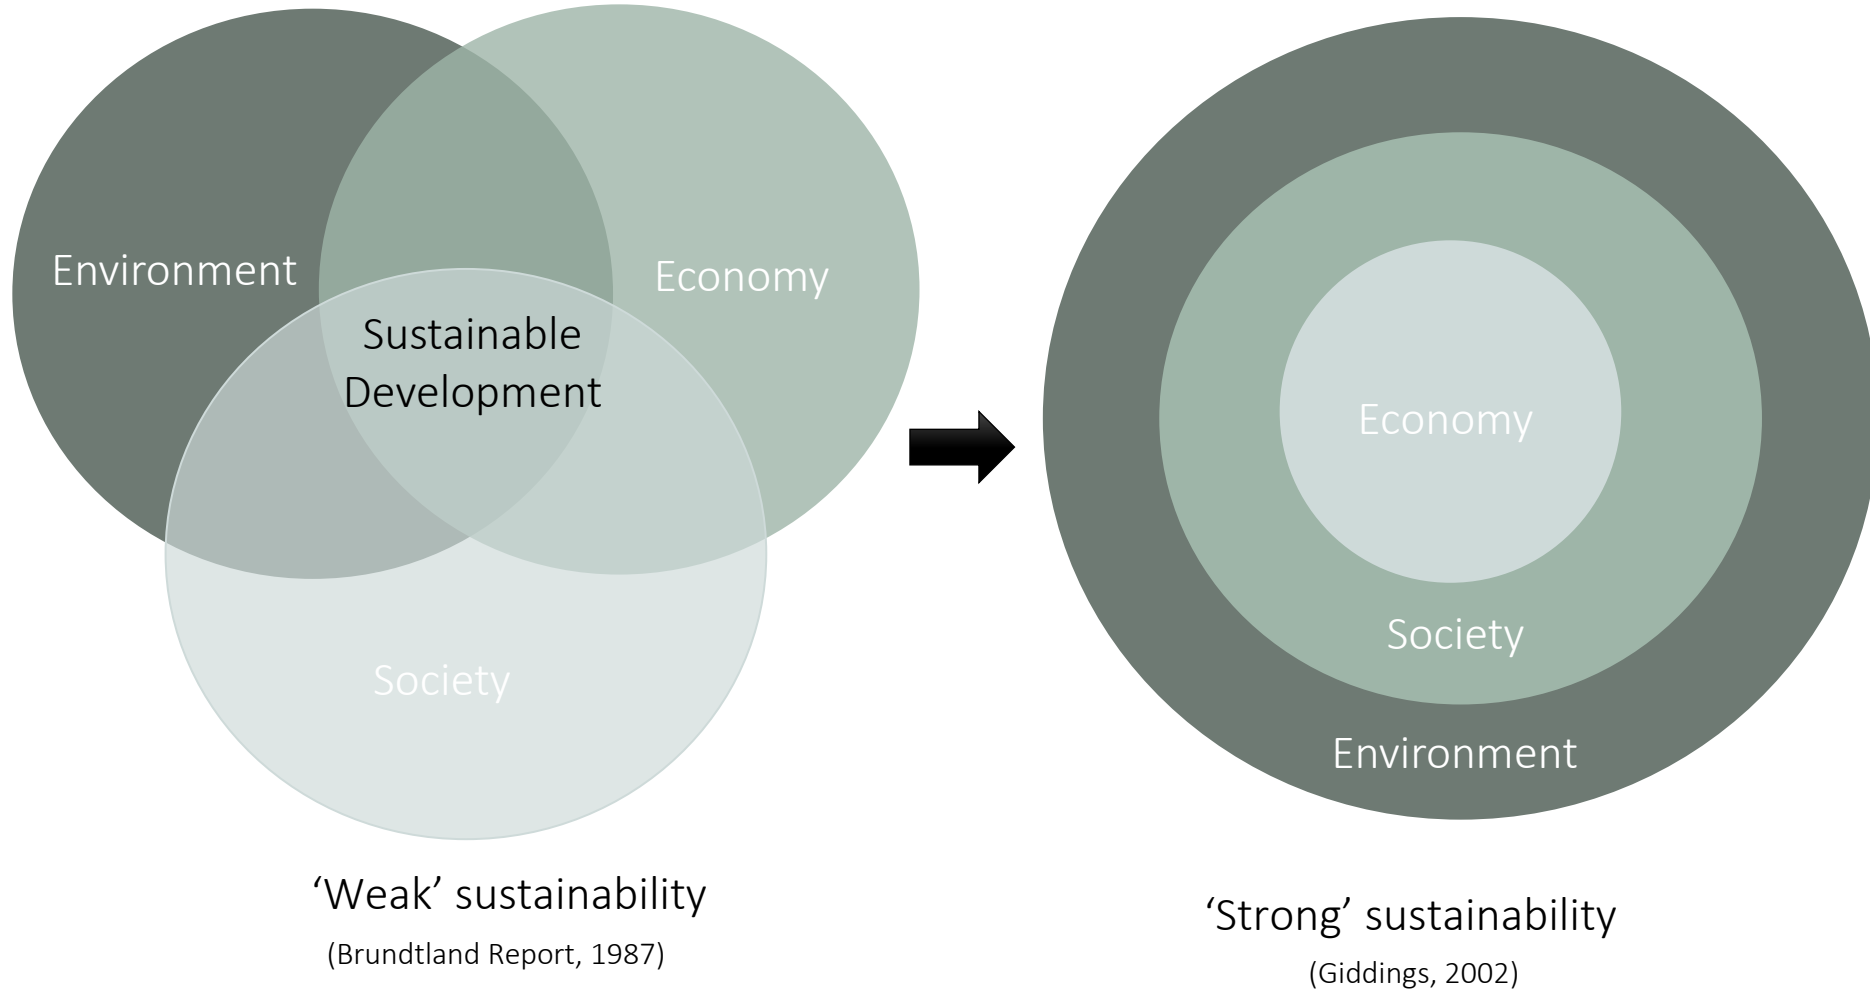 Environment
Economy
Sustainable
Development
Society
‘Weak’ sustainability
(Brundtland Report, 1987)
Economy
Society
Environment
‘Strong’ sustainability
(Giddings, 2002)